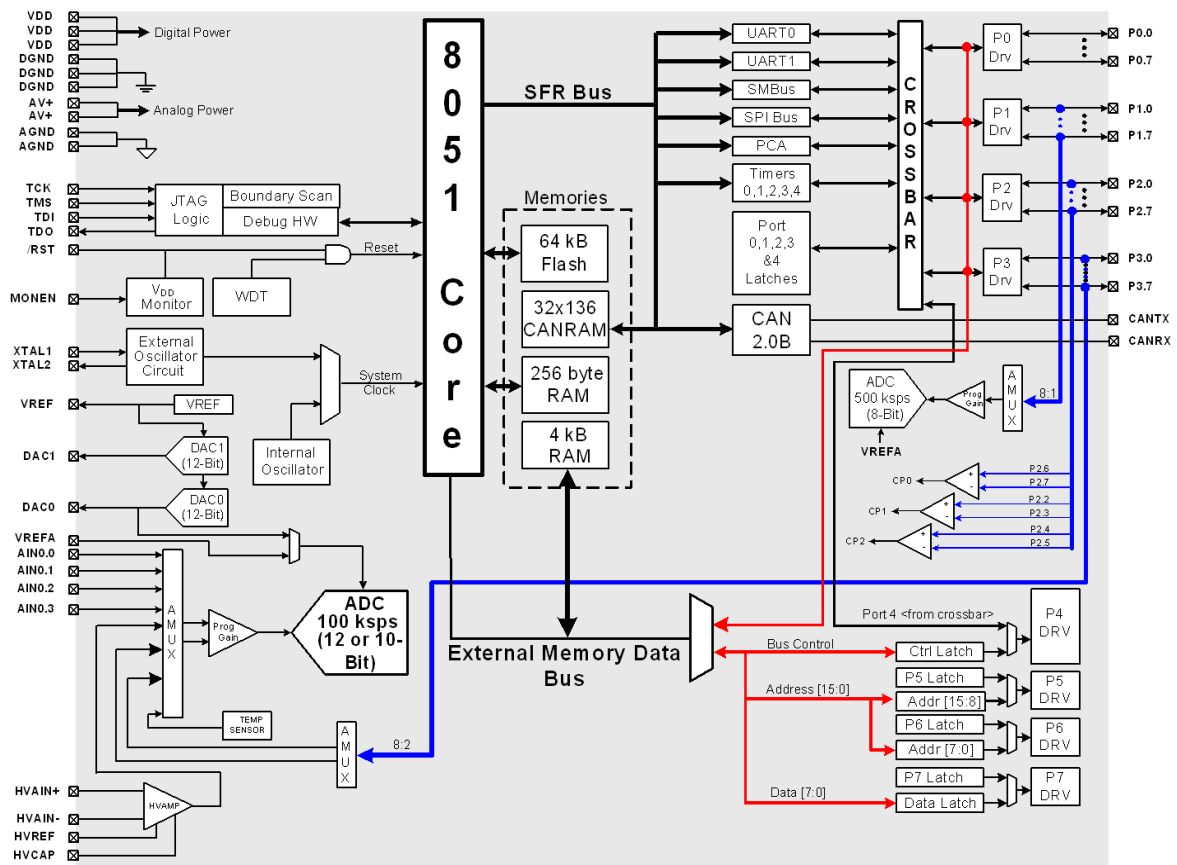 VDD
VDD
VDD
Digital Power
DGND
DGND
DGND
AV+
AV+
Analog Power
AGND
AGND
TCK
TMS
TDI
TDO
JTAG
Logic
Boundary Scan
Debug HW
/RST
Reset
MONEN
VDD
Monitor
WDT
XTAL1
XTAL2
External
Oscillator
Circuit
System
Clock
Internal
Oscillator
VREF
VREF
DAC1
DAC1
(12-Bit)
DAC0
DAC0
(12-Bit)
VREFA
AIN0.0
AIN0.1
AIN0.2
AIN0.3
A
M
U
X
Prog
Gain
ADC
100 ksps
(12 or 10-
Bit)
TEMP
SENSOR
A
M
U
X
8:2
HVAIN+
HVAIN-
HVREF
HVCAP
HVAMP
8
0
5
1
C
o
r
e
SFR Bus
Memories
64 kB
Flash
32x136
CANRAM
256 byte
RAM
4 kB
RAM
External Memory Data
Bus
UART0
UART1
SMBus
SPI Bus
PCA
Timers
0,1,2,3,4
Port
0,1,2,3
&4
Latches
CAN
2.0B
C
R
O
S
S
B
A
R
P0
Drv
P1
Drv
P2
Drv
P3
Drv
P0.0
P0.7
P1.0
P1.7
P2.0
P2.7
P3.0
P3.7
CANTX
CANRX
ADC
500 ksps
(8-Bit)
VREFA
Prog
Gain
A
M
U
X
8:1
CP0
+
-
P2.6
P2.7
CP1
+
-
P2.2
P2.3
CP2
+
-
P2.4
P2.5
Port 4 <from crossbar>
Bus Control
Ctrl Latch
P4
DRV
Address [15:0]
P5 Latch
Addr [15:8]
P5
DRV
P6 Latch
Addr [7:0]
P6
DRV
Data [7:0]
P7 Latch
Data Latch
P7
DRV